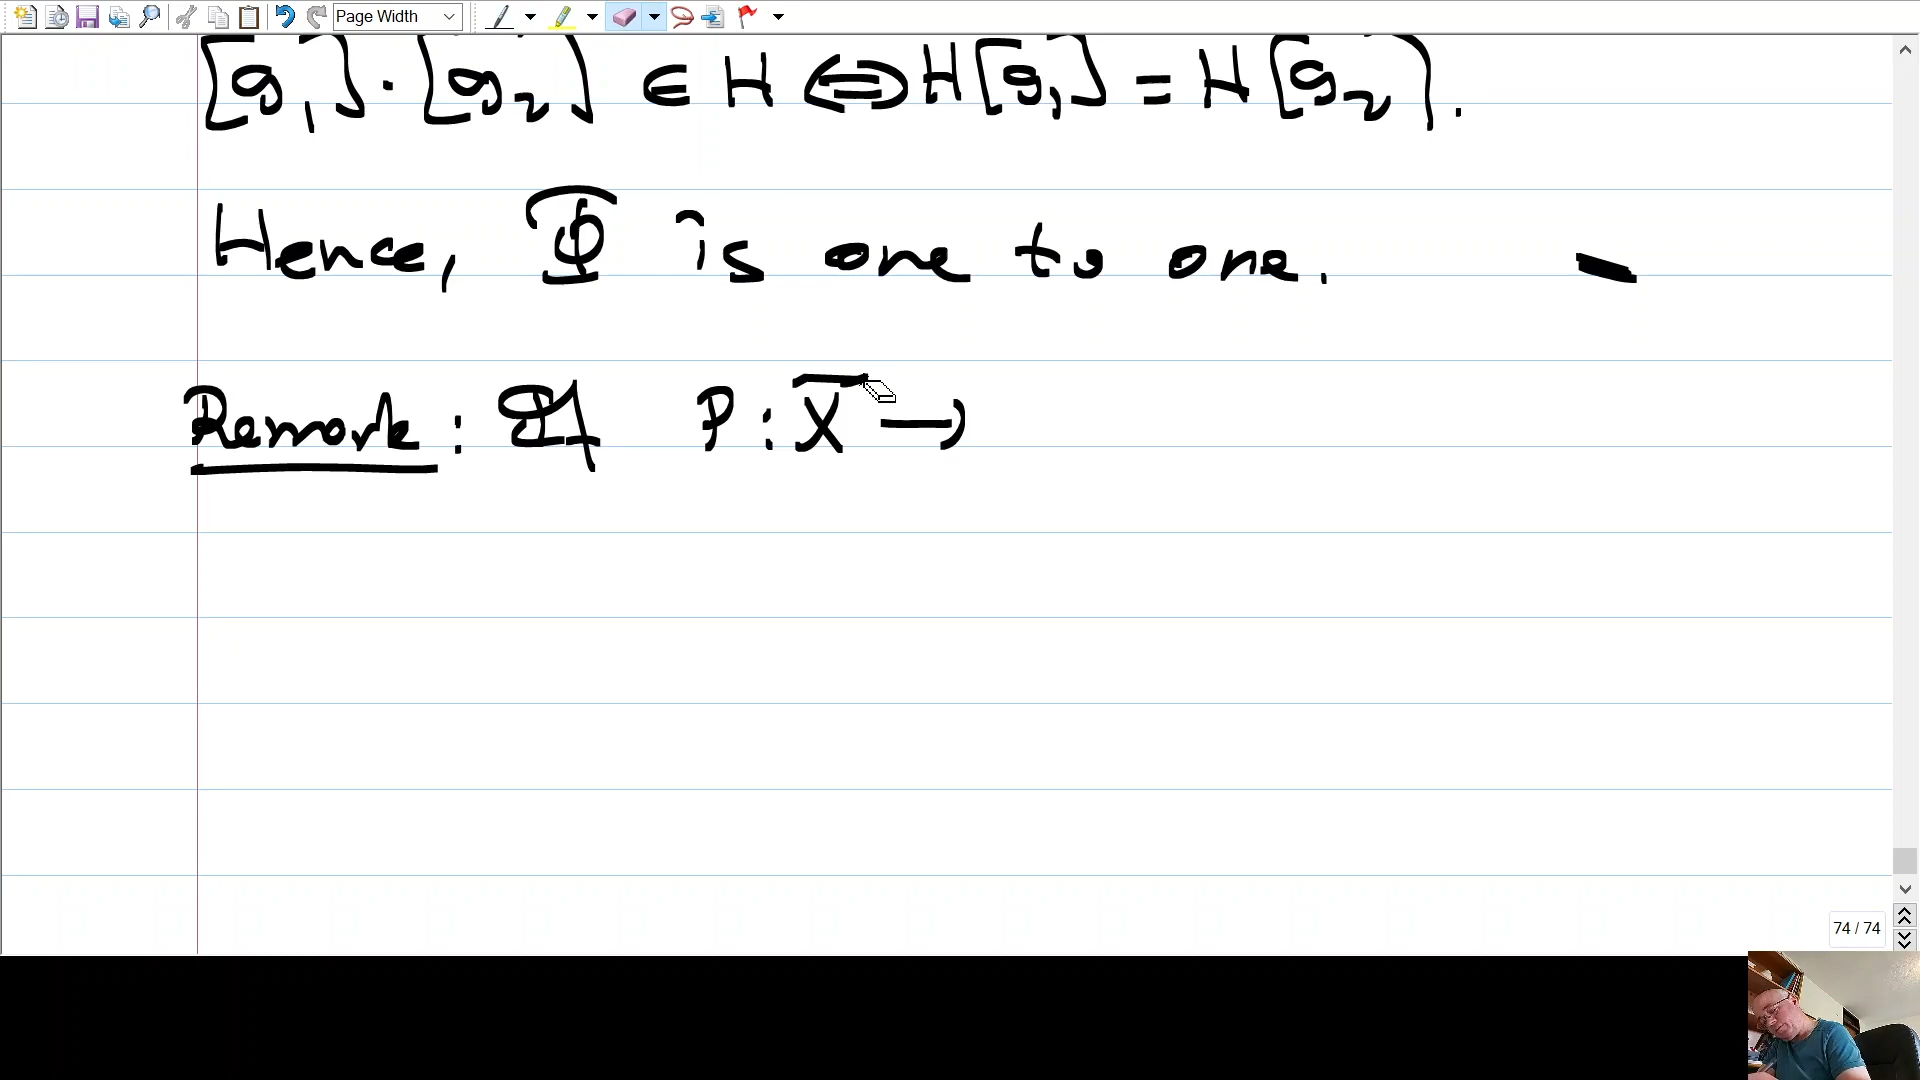 Page Width
[g₁]·[g₂] ∈ H ⟺ H[g₁] = H[g₂].
Hence, Φ is one to one.
Remark: If P: X̅ →
74 / 74